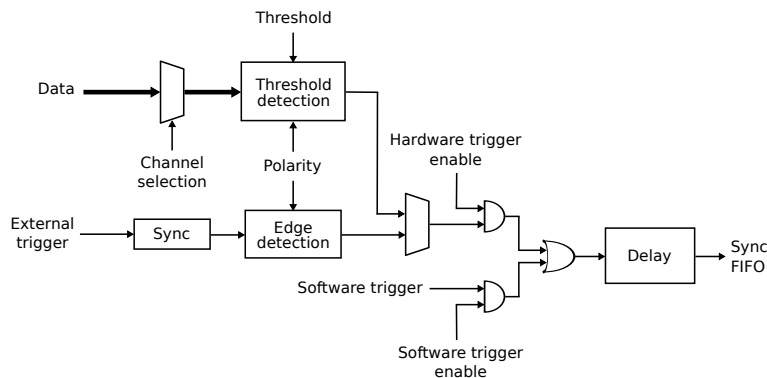 Threshold
Data
Threshold
detection
Channel
selection
Polarity
Hardware trigger
enable
External
trigger
Sync
Edge
detection
Delay
Sync
FIFO
Software trigger
Software trigger
enable